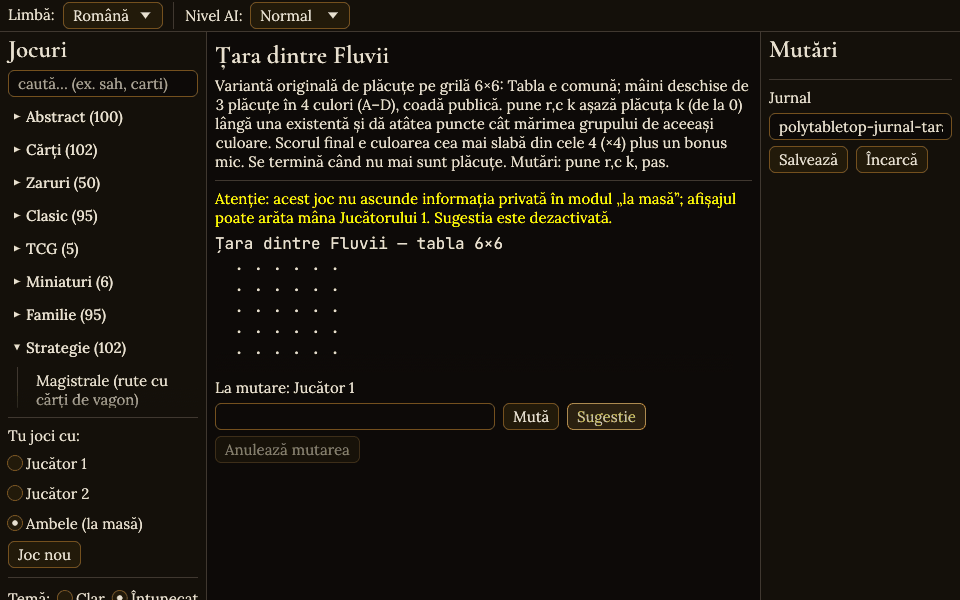 Limbă: Română ▼ Nivel AI: Normal ▼
Jocuri
caută… (ex. sah, carti)
▸ Abstract (100)
▸ Cărți (102)
▸ Zaruri (50)
▸ Clasic (95)
▸ TCG (5)
▸ Miniaturi (6)
▸ Familie (95)
▾ Strategie (102)
Magistrale (rute cu
cărți de vagon)
Tu joci cu:
Jucător 1
Jucător 2
Ambele (la masă)
Joc nou
Temă: Clar Întunecat
Țara dintre Fluvii
Variantă originală de plăcuțe pe grilă 6×6: Tabla e comună; mâini deschise de
3 plăcuțe în 4 culori (A–D), coadă publică. pune r,c k așază plăcuța k (de la 0)
lângă una existentă și dă atâtea puncte cât mărimea grupului de aceeași
culoare. Scorul final e culoarea cea mai slabă din cele 4 (×4) plus un bonus
mic. Se termină când nu mai sunt plăcuțe. Mutări: pune r,c k, pas.
Atenție: acest joc nu ascunde informația privată în modul „la masă”; afișajul
poate arăta mâna Jucătorului 1. Sugestia este dezactivată.
Țara dintre Fluvii — tabla 6×6
. . . . . .
. . . . . .
. . . . . .
. . . . . .
. . . . . .
La mutare: Jucător 1
Mută Sugestie
Anulează mutarea
Mutări
Jurnal
polytabletop-jurnal-tar
Salvează Încarcă